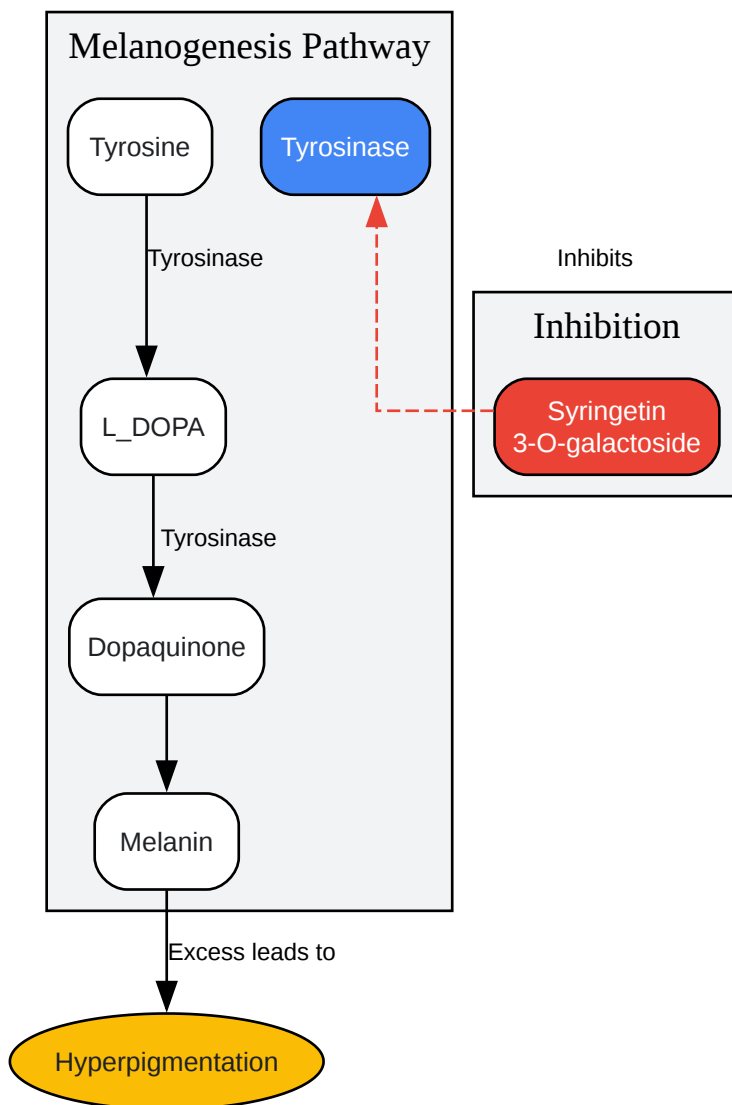 Melanogenesis Pathway
Tyrosine
Tyrosinase
Tyrosinase
Inhibits
Inhibition
L_DOPA
Syringetin
3-O-galactoside
Tyrosinase
Dopaquinone
Melanin
Excess leads to
Hyperpigmentation